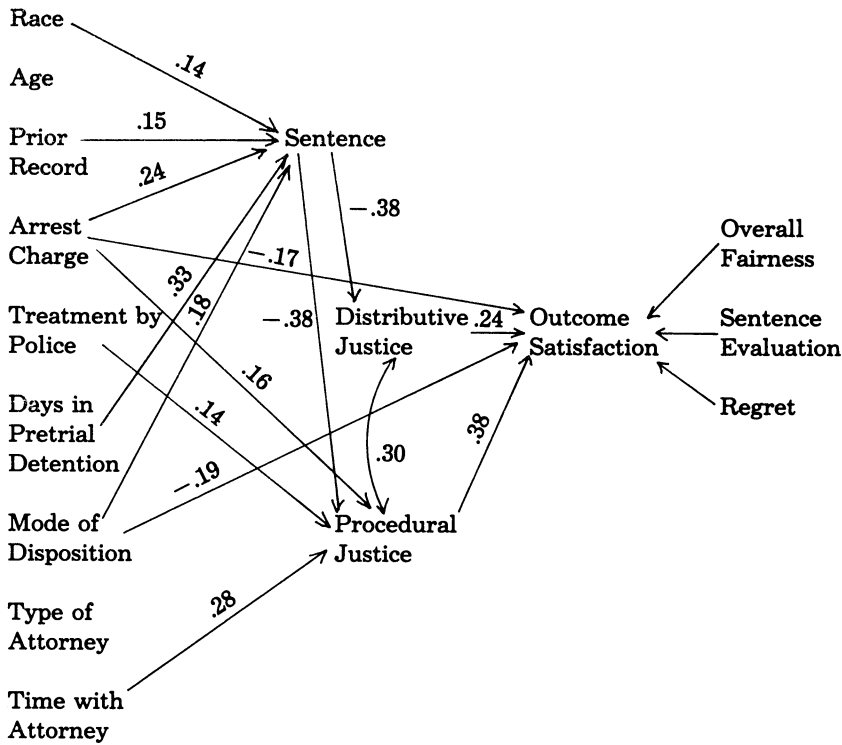 Race
.14
Age
.15
Prior
Record
Sentence
.24
-.38
Arrest
Charge
-.17
Overall
Fairness
.33
.18
Treatment by
Police
-.38
Distributive
Justice
.24
Outcome
Satisfaction
Sentence
Evaluation
.16
.14
Days in
Pretrial
Detention
Regret
.38
.30
-.19
Mode of
Disposition
Procedural
Justice
.28
Type of
Attorney
Time with
Attorney